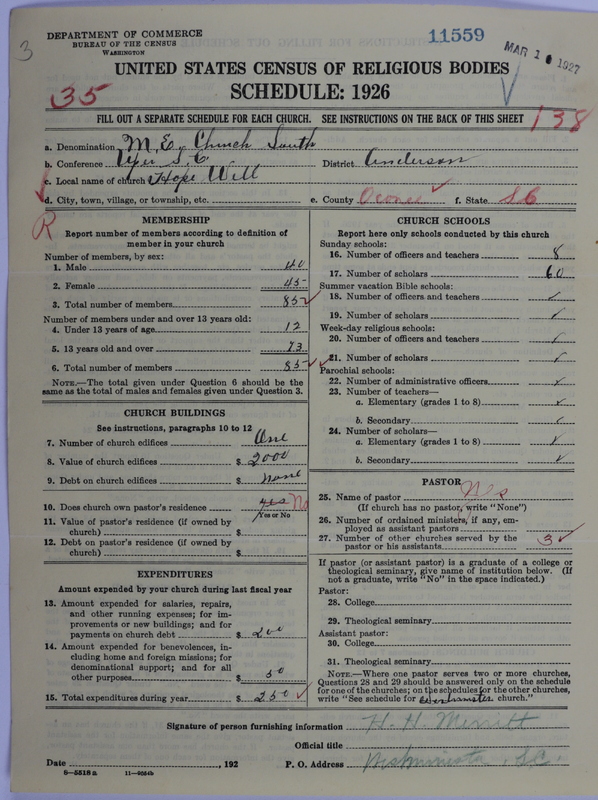 3
DEPARTMENT OF COMMERCE
BUREAU OF THE CENSUS
WASHINGTON
11559
MAR 1 1927
UNITED STATES CENSUS OF RELIGIOUS BODIES
35
SCHEDULE: 1926
FILL OUT A SEPARATE SCHEDULE FOR EACH CHURCH. SEE INSTRUCTIONS ON THE BACK OF THIS SHEET
138
a. Denomination M. E. Church South
b. Conference Uper S. C. District Anderson
c. Local name of church Hope Well
d. City, town, village, or township, etc. e. County Oconee f. State S C
R
MEMBERSHIP
Report number of members according to definition of
member in your church
Number of members, by sex:
1. Male 40
2. Female 45
3. Total number of members 85
Number of members under and over 13 years old:
4. Under 13 years of age 12
5. 13 years old and over 73
6. Total number of members 85
NOTE.—The total given under Question 6 should be the
same as the total of males and females given under Question 3.
CHURCH BUILDINGS
See instructions, paragraphs 10 to 12
7. Number of church edifices One
8. Value of church edifices $ 2000
9. Debt on church edifices $ none
10. Does church own pastor's residence yes No
Yes or No
11. Value of pastor's residence (if owned by
church) $
12. Debt on pastor's residence (if owned by
church) $
EXPENDITURES
Amount expended by your church during last fiscal year
13. Amount expended for salaries, repairs,
and other running expenses; for im-
provements or new buildings; and for
payments on church debt $ 200
14. Amount expended for benevolences, in-
cluding home and foreign missions; for
denominational support; and for all
other purposes $ 50
15. Total expenditures during year $ 250
CHURCH SCHOOLS
Report here only schools conducted by this church
Sunday schools:
16. Number of officers and teachers 8
17. Number of scholars 60
Summer vacation Bible schools:
18. Number of officers and teachers
19. Number of scholars
Week-day religious schools:
20. Number of officers and teachers
21. Number of scholars
Parochial schools:
22. Number of administrative officers
23. Number of teachers—
a. Elementary (grades 1 to 8)
b. Secondary
24. Number of scholars—
a. Elementary (grades 1 to 8)
b. Secondary
PASTOR
25. Name of pastor
(If church has no pastor, write "None")
26. Number of ordained ministers, if any, em-
ployed as assistant pastors
27. Number of other churches served by the
pastor or his assistants 3
If pastor (or assistant pastor) is a graduate of a college or
theological seminary, give name of institution below. (If
not a graduate, write "No" in the space indicated.)
Pastor:
28. College
29. Theological seminary
Assistant pastor:
30. College
31. Theological seminary
NOTE.—Where one pastor serves two or more churches,
Questions 28 and 29 should be answered only on the schedule
for one of the churches; on the schedules for the other churches,
write "See schedule for Westminster church."
Signature of person furnishing information H. H. Merritt
Official title
Date , 192 P. O. Address Westminster, S.C.
8—5518 a 11—9054b